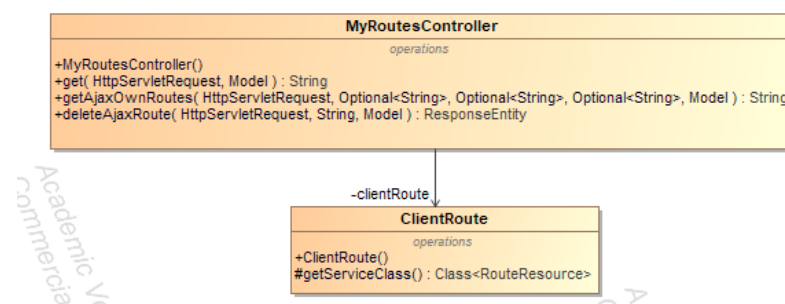 MyRoutesController
operations
+MyRoutesController()
+get( HttpServletRequest, Model ) : String
+getAjaxOwnRoutes( HttpServletRequest, Optional<String>, Optional<String>, Optional<String>, Model ) : String
+deleteAjaxRoute( HttpServletRequest, String, Model ) : ResponseEntity
-clientRoute
ClientRoute
operations
+ClientRoute()
#getServiceClass() : Class<RouteResource>
Academic